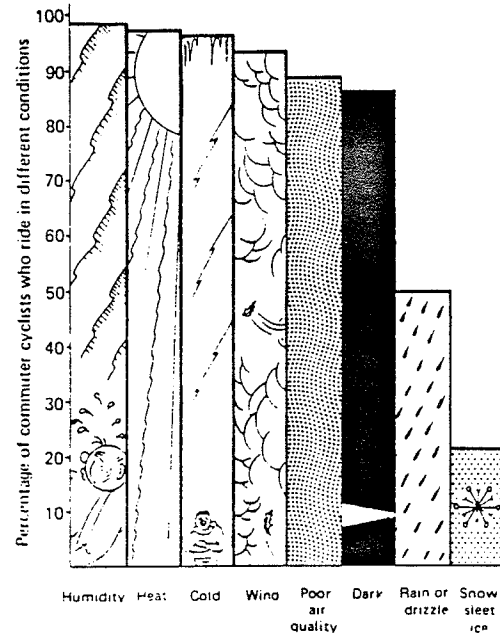 Percentage of commuter cyclists who ride in different conditions
100
90
80
70
60
50
40
30
20
10
Humidity Heat Cold Wind Poor Dark Rain or Snow
air drizzle sleet
quality ice